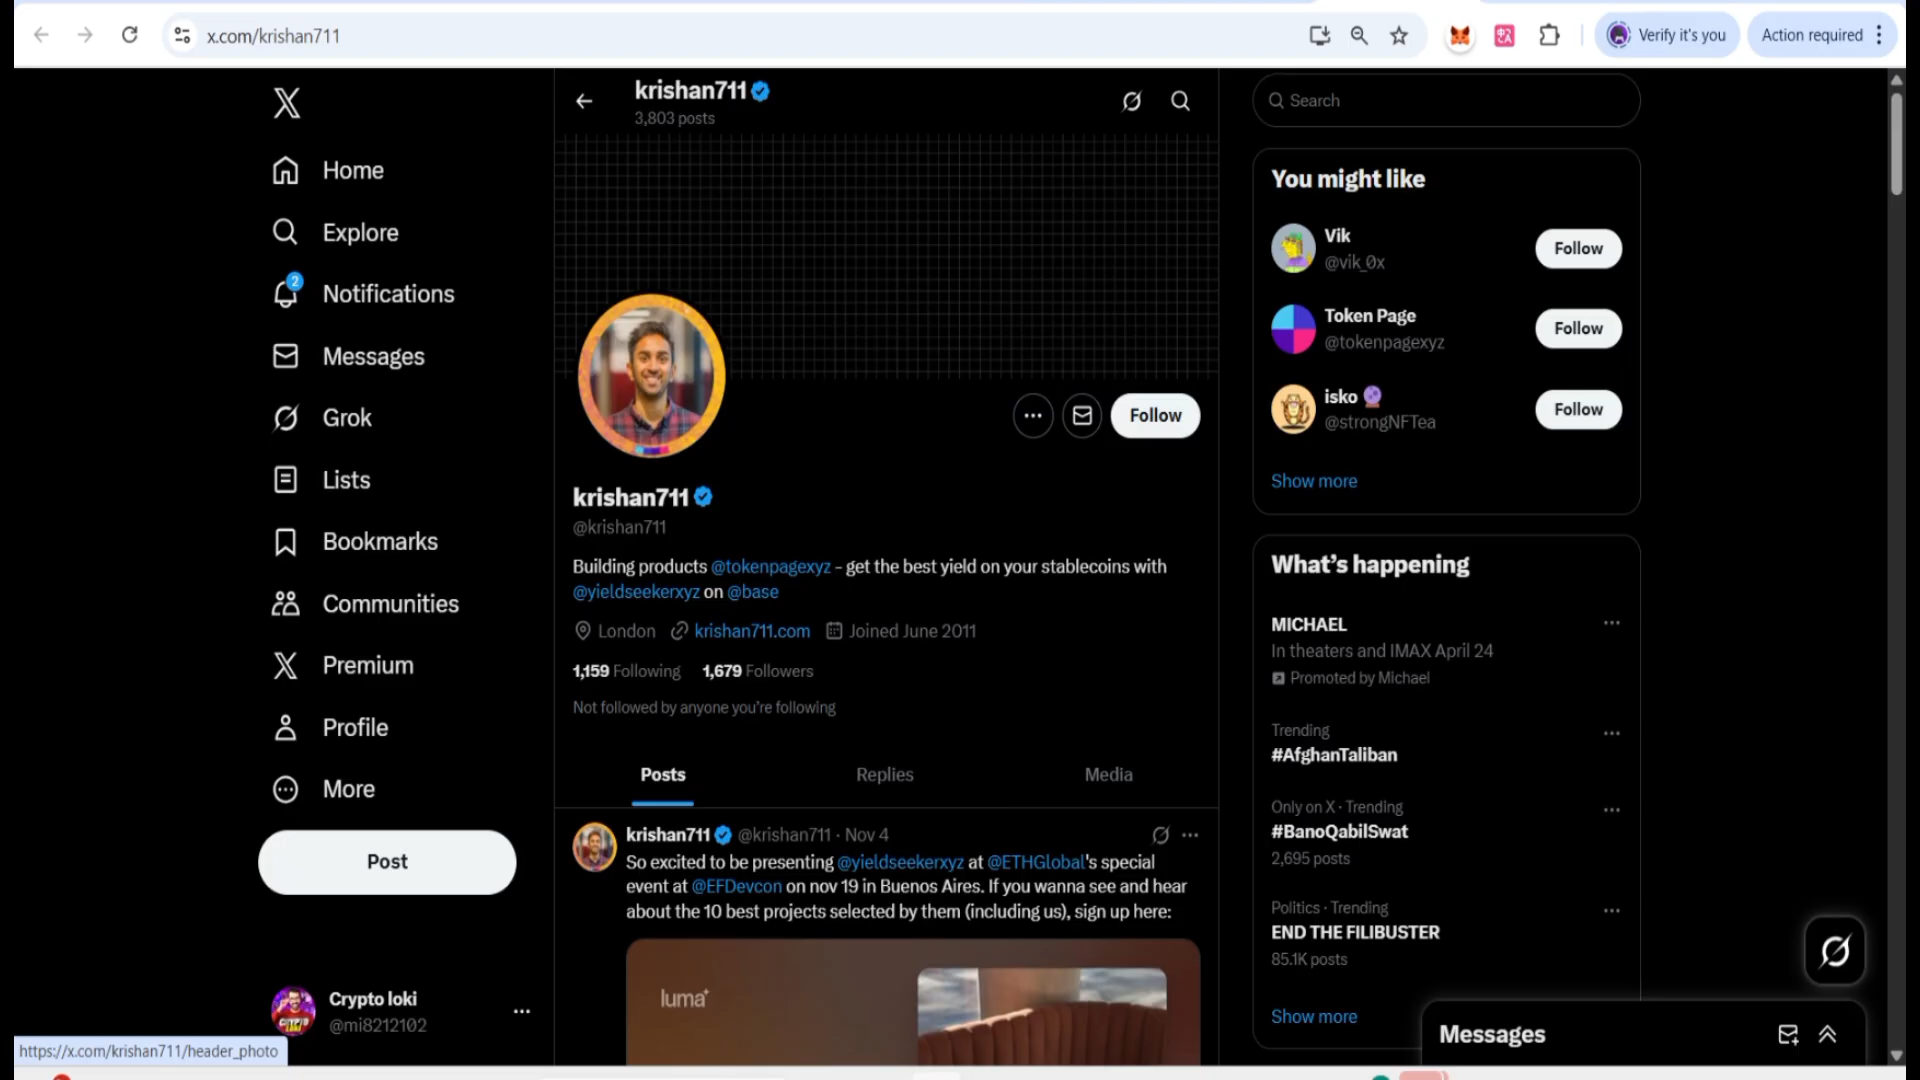 x.com/krishan711
Verify it's you
Action required
Home
Explore
2
Notifications
Messages
Grok
Lists
Bookmarks
Communities
Premium
Profile
More
Post
Crypto loki
@mi8212102
https://x.com/krishan711/header_photo
krishan711
3,803 posts
Follow
krishan711
@krishan711
Building products @tokenpagexyz - get the best yield on your stablecoins with
@yieldseekerxyz on @base
London krishan711.com Joined June 2011
1,159 Following 1,679 Followers
Not followed by anyone you're following
Posts Replies Media
krishan711 @krishan711 · Nov 4
So excited to be presenting @yieldseekerxyz at @ETHGlobal's special
event at @EFDevcon on nov 19 in Buenos Aires. If you wanna see and hear
about the 10 best projects selected by them (including us), sign up here:
luma
Search
You might like
Vik
@vik_0x
Follow
Token Page
@tokenpagexyz
Follow
isko
@strongNFTea
Follow
Show more
What's happening
MICHAEL
In theaters and IMAX April 24
Promoted by Michael
Trending
#AfghanTaliban
Only on X · Trending
#BanoQabilSwat
2,695 posts
Politics · Trending
END THE FILIBUSTER
85.1K posts
Show more
Messages